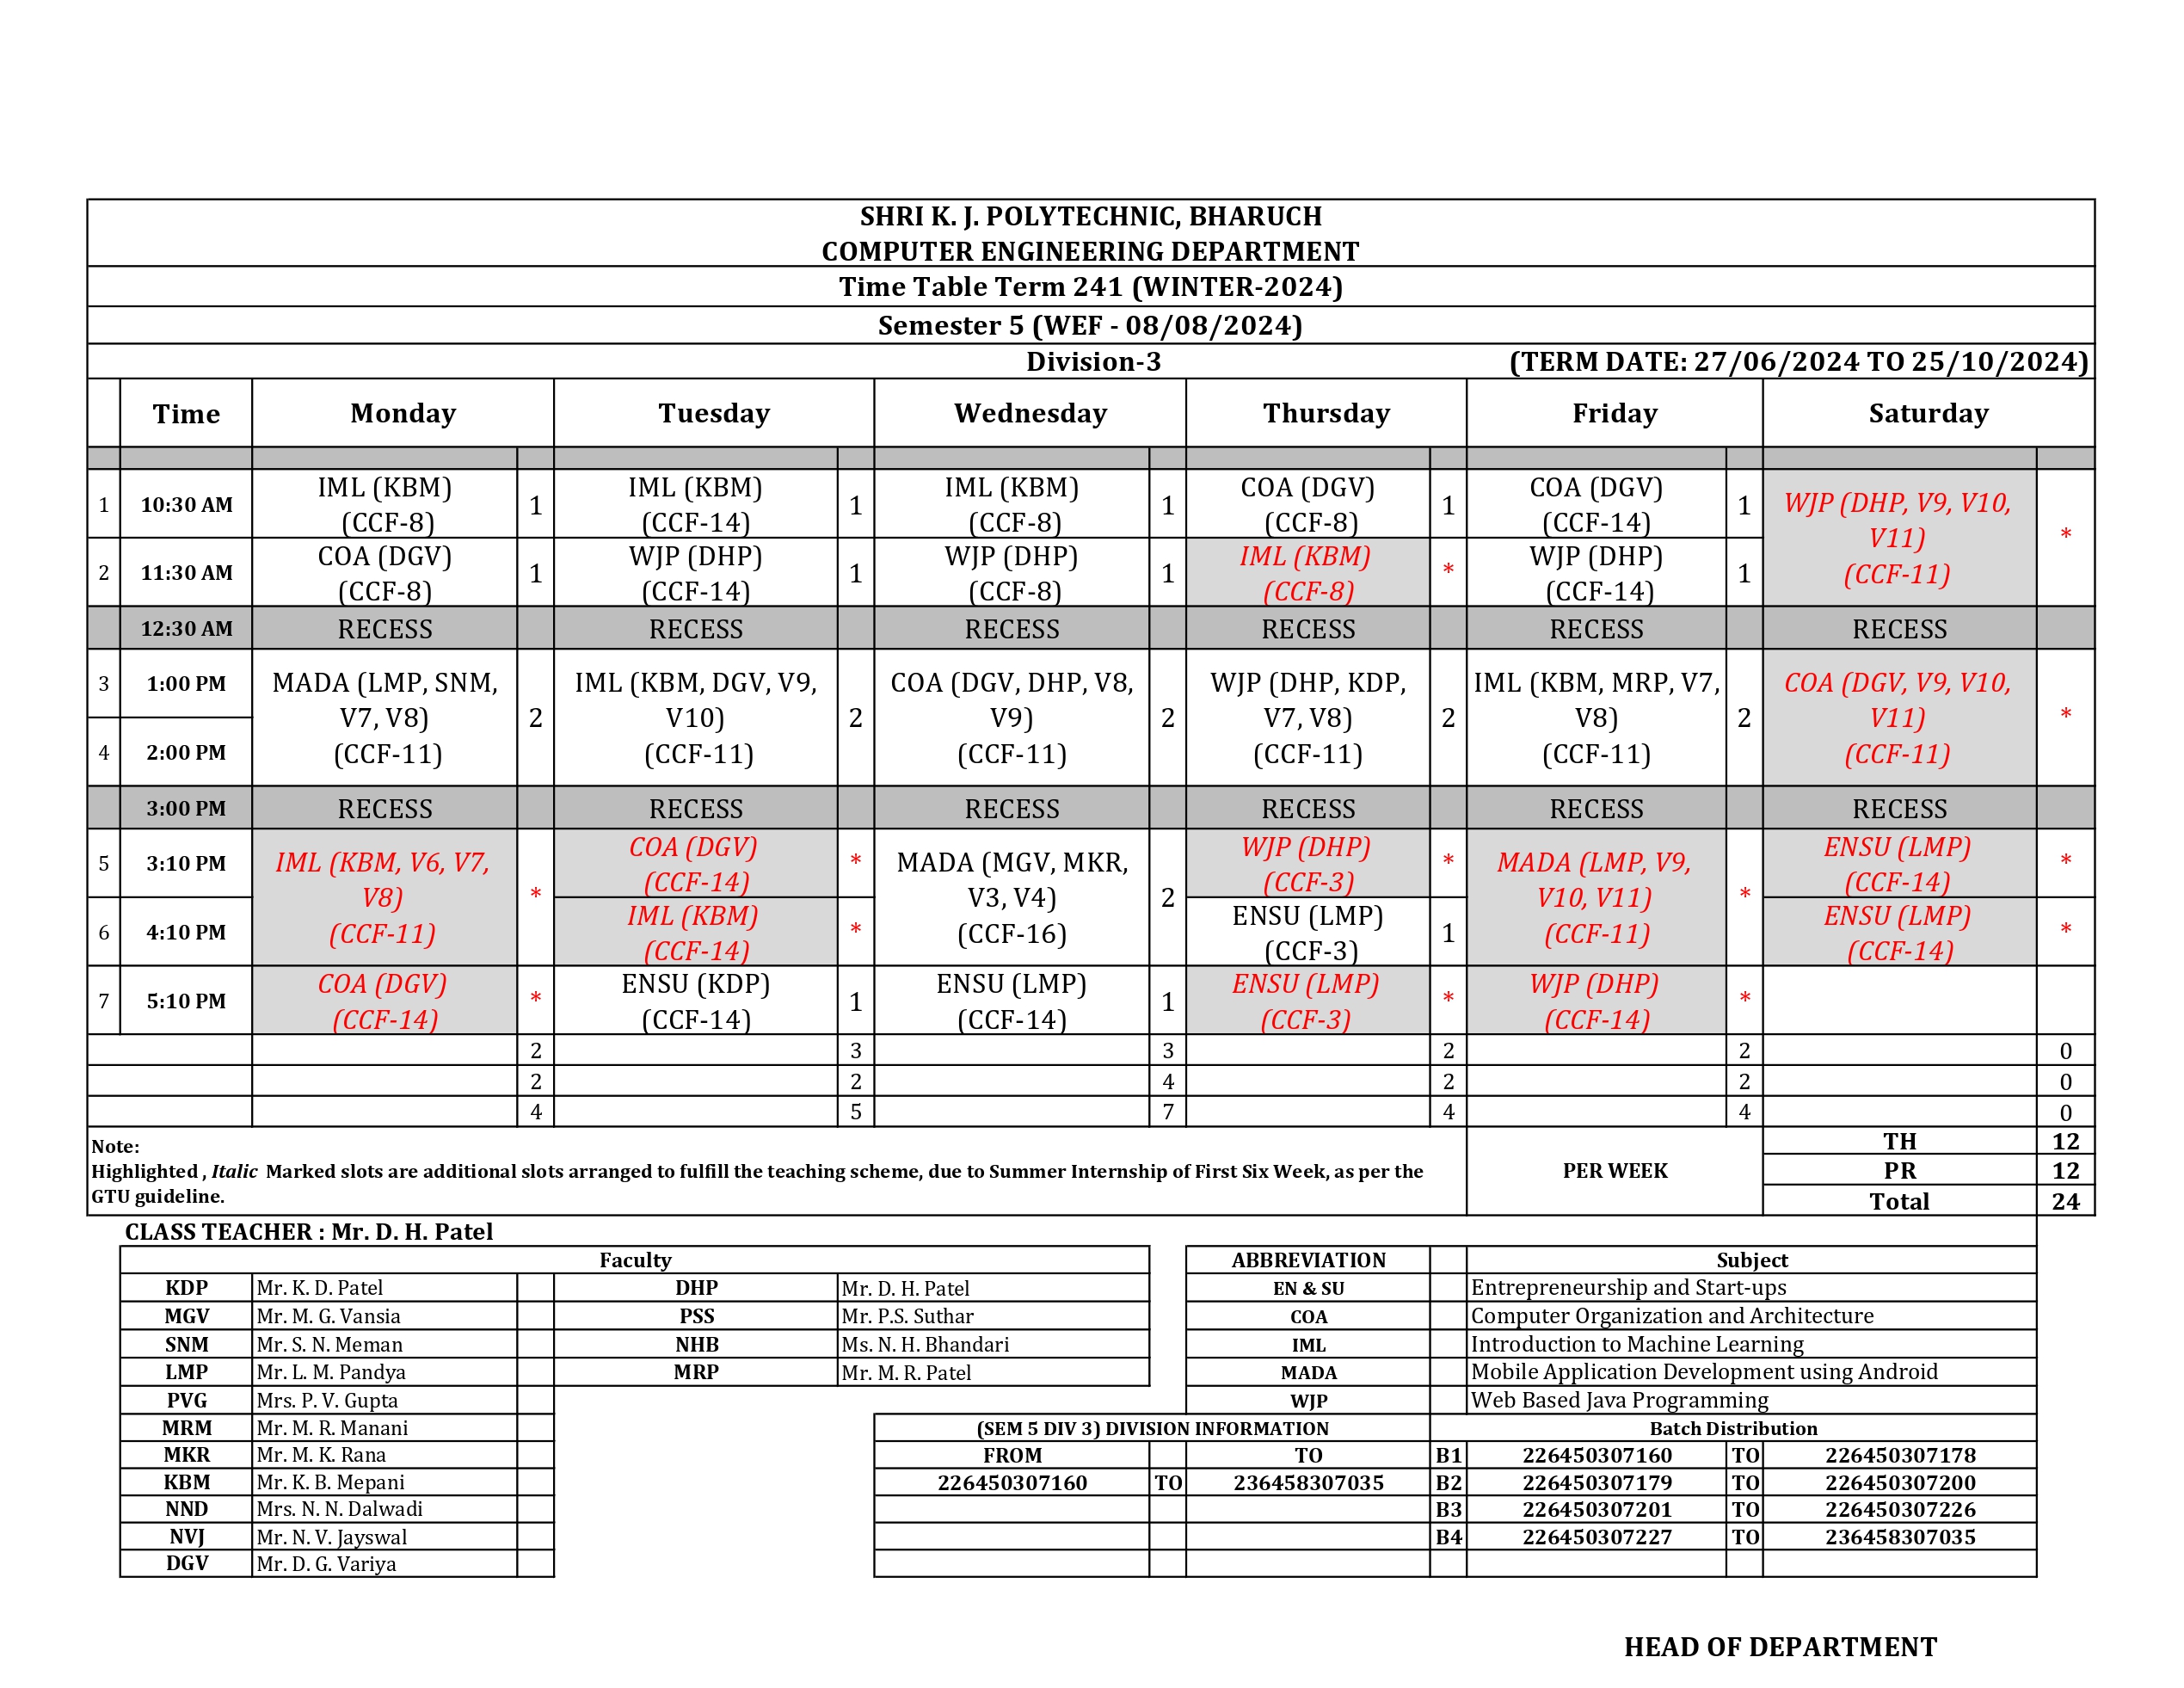 SHRI K. J. POLYTECHNIC, BHARUCH
COMPUTER ENGINEERING DEPARTMENT
Time Table Term 241 (WINTER-2024)
Semester 5 (WEF - 08/08/2024)
Division-3 (TERM DATE: 27/06/2024 TO 25/10/2024)
Time Monday Tuesday Wednesday Thursday Friday Saturday
1 10:30 AM IML (KBM) (CCF-8) 1 IML (KBM) (CCF-14) 1 IML (KBM) (CCF-8) 1 COA (DGV) (CCF-8) 1 COA (DGV) (CCF-14) 1 WJP (DHP, V9, V10, V11) (CCF-11) *
2 11:30 AM COA (DGV) (CCF-8) 1 WJP (DHP) (CCF-14) 1 WJP (DHP) (CCF-8) 1 IML (KBM) (CCF-8) * WJP (DHP) (CCF-14) 1
12:30 AM RECESS RECESS RECESS RECESS RECESS RECESS
3 1:00 PM MADA (LMP, SNM, V7, V8) (CCF-11) 2 IML (KBM, DGV, V9, V10) (CCF-11) 2 COA (DGV, DHP, V8, V9) (CCF-11) 2 WJP (DHP, KDP, V7, V8) (CCF-11) 2 IML (KBM, MRP, V7, V8) (CCF-11) 2 COA (DGV, V9, V10, V11) (CCF-11) *
4 2:00 PM
3:00 PM RECESS RECESS RECESS RECESS RECESS RECESS
5 3:10 PM IML (KBM, V6, V7, V8) (CCF-11) * COA (DGV) (CCF-14) * MADA (MGV, MKR, V3, V4) (CCF-16) 2 WJP (DHP) (CCF-3) * MADA (LMP, V9, V10, V11) (CCF-11) * ENSU (LMP) (CCF-14) *
6 4:10 PM IML (KBM) (CCF-14) * ENSU (LMP) (CCF-3) 1 ENSU (LMP) (CCF-14) *
7 5:10 PM COA (DGV) (CCF-14) * ENSU (KDP) (CCF-14) 1 ENSU (LMP) (CCF-14) 1 ENSU (LMP) (CCF-3) * WJP (DHP) (CCF-14) *
2 3 3 2 2 0
2 2 4 2 2 0
4 5 7 4 4 0
Note:
Highlighted , Italic Marked slots are additional slots arranged to fulfill the teaching scheme, due to Summer Internship of First Six Week, as per the
GTU guideline.
PER WEEK
TH 12
PR 12
Total 24
CLASS TEACHER : Mr. D. H. Patel
Faculty
KDP Mr. K. D. Patel DHP Mr. D. H. Patel
MGV Mr. M. G. Vansia PSS Mr. P.S. Suthar
SNM Mr. S. N. Meman NHB Ms. N. H. Bhandari
LMP Mr. L. M. Pandya MRP Mr. M. R. Patel
PVG Mrs. P. V. Gupta
MRM Mr. M. R. Manani
MKR Mr. M. K. Rana
KBM Mr. K. B. Mepani
NND Mrs. N. N. Dalwadi
NVJ Mr. N. V. Jayswal
DGV Mr. D. G. Variya
ABBREVIATION Subject
EN & SU Entrepreneurship and Start-ups
COA Computer Organization and Architecture
IML Introduction to Machine Learning
MADA Mobile Application Development using Android
WJP Web Based Java Programming
(SEM 5 DIV 3) DIVISION INFORMATION Batch Distribution
FROM TO B1 226450307160 TO 226450307178
226450307160 TO 236458307035 B2 226450307179 TO 226450307200
B3 226450307201 TO 226450307226
B4 226450307227 TO 236458307035
HEAD OF DEPARTMENT